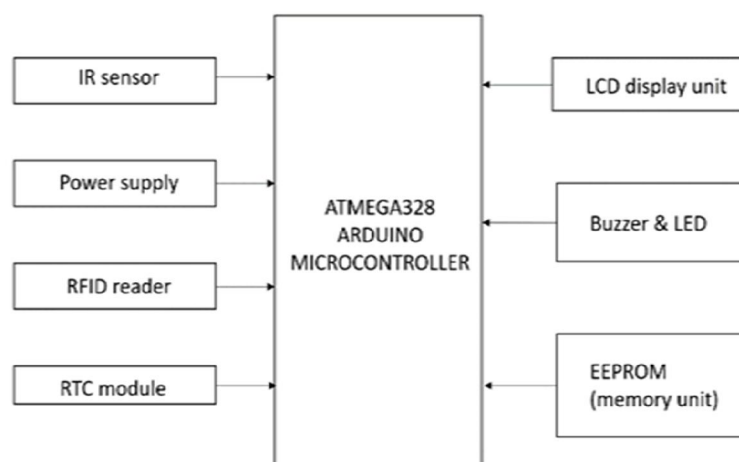 IR sensor
Power supply
RFID reader
RTC module
ATMEGA328
ARDUINO
MICROCONTROLLER
LCD display unit
Buzzer & LED
EEPROM
(memory unit)